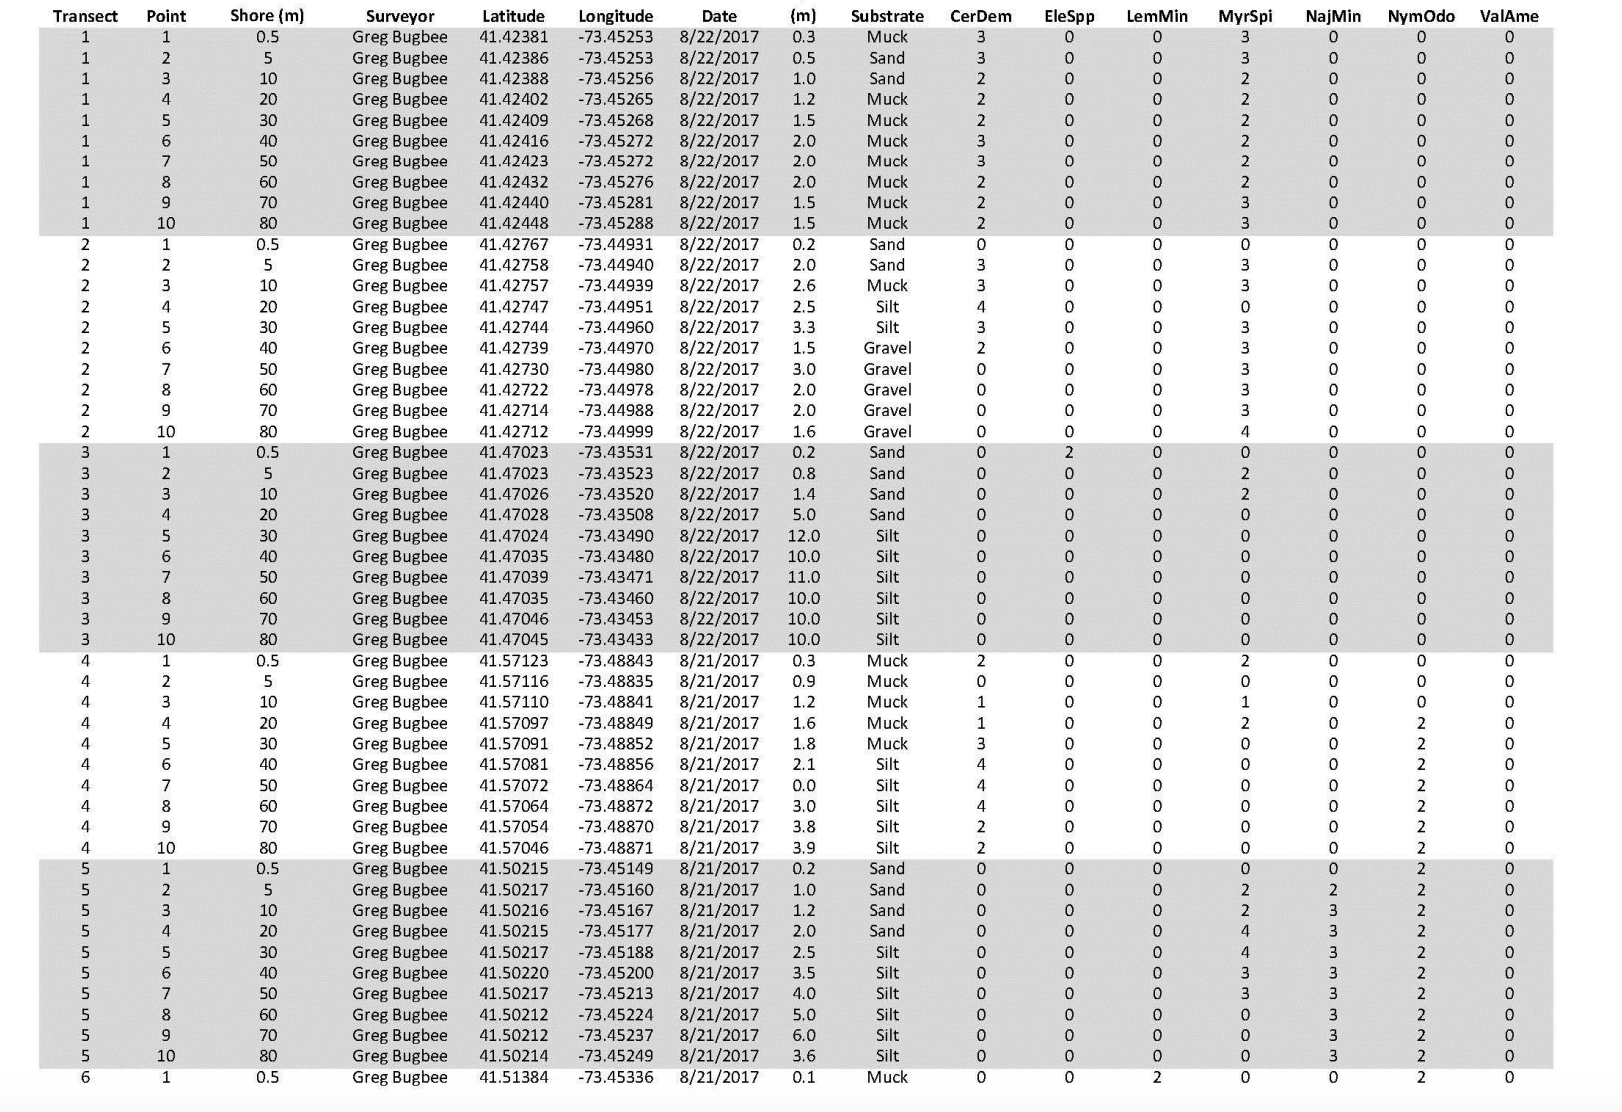 Transect Point Shore (m) Surveyor Latitude Longitude Date (m) Substrate CerDem EleSpp LemMin MyrSpi NajMin NymOdo ValAme
1 1 0.5 Greg Bugbee 41.42381 -73.45253 8/22/2017 0.3 Muck 3 0 0 3 0 0 0
1 2 5 Greg Bugbee 41.42386 -73.45253 8/22/2017 0.5 Sand 3 0 0 3 0 0 0
1 3 10 Greg Bugbee 41.42388 -73.45256 8/22/2017 1.0 Sand 2 0 0 2 0 0 0
1 4 20 Greg Bugbee 41.42402 -73.45265 8/22/2017 1.2 Muck 2 0 0 2 0 0 0
1 5 30 Greg Bugbee 41.42409 -73.45268 8/22/2017 1.5 Muck 2 0 0 2 0 0 0
1 6 40 Greg Bugbee 41.42416 -73.45272 8/22/2017 2.0 Muck 3 0 0 2 0 0 0
1 7 50 Greg Bugbee 41.42423 -73.45272 8/22/2017 2.0 Muck 3 0 0 2 0 0 0
1 8 60 Greg Bugbee 41.42432 -73.45276 8/22/2017 2.0 Muck 2 0 0 2 0 0 0
1 9 70 Greg Bugbee 41.42440 -73.45281 8/22/2017 1.5 Muck 2 0 0 3 0 0 0
1 10 80 Greg Bugbee 41.42448 -73.45288 8/22/2017 1.5 Muck 2 0 0 3 0 0 0
2 1 0.5 Greg Bugbee 41.42767 -73.44931 8/22/2017 0.2 Sand 0 0 0 0 0 0 0
2 2 5 Greg Bugbee 41.42758 -73.44940 8/22/2017 2.0 Sand 3 0 0 3 0 0 0
2 3 10 Greg Bugbee 41.42757 -73.44939 8/22/2017 2.6 Muck 3 0 0 3 0 0 0
2 4 20 Greg Bugbee 41.42747 -73.44951 8/22/2017 2.5 Silt 4 0 0 0 0 0 0
2 5 30 Greg Bugbee 41.42744 -73.44960 8/22/2017 3.3 Silt 3 0 0 3 0 0 0
2 6 40 Greg Bugbee 41.42739 -73.44970 8/22/2017 1.5 Gravel 2 0 0 3 0 0 0
2 7 50 Greg Bugbee 41.42730 -73.44980 8/22/2017 3.0 Gravel 0 0 0 3 0 0 0
2 8 60 Greg Bugbee 41.42722 -73.44978 8/22/2017 2.0 Gravel 0 0 0 3 0 0 0
2 9 70 Greg Bugbee 41.42714 -73.44988 8/22/2017 2.0 Gravel 0 0 0 3 0 0 0
2 10 80 Greg Bugbee 41.42712 -73.44999 8/22/2017 1.6 Gravel 0 0 0 4 0 0 0
3 1 0.5 Greg Bugbee 41.47023 -73.43531 8/22/2017 0.2 Sand 0 2 0 0 0 0 0
3 2 5 Greg Bugbee 41.47023 -73.43523 8/22/2017 0.8 Sand 0 0 0 2 0 0 0
3 3 10 Greg Bugbee 41.47026 -73.43520 8/22/2017 1.4 Sand 0 0 0 2 0 0 0
3 4 20 Greg Bugbee 41.47028 -73.43508 8/22/2017 5.0 Sand 0 0 0 0 0 0 0
3 5 30 Greg Bugbee 41.47024 -73.43490 8/22/2017 12.0 Silt 0 0 0 0 0 0 0
3 6 40 Greg Bugbee 41.47035 -73.43480 8/22/2017 10.0 Silt 0 0 0 0 0 0 0
3 7 50 Greg Bugbee 41.47039 -73.43471 8/22/2017 11.0 Silt 0 0 0 0 0 0 0
3 8 60 Greg Bugbee 41.47035 -73.43460 8/22/2017 10.0 Silt 0 0 0 0 0 0 0
3 9 70 Greg Bugbee 41.47046 -73.43453 8/22/2017 10.0 Silt 0 0 0 0 0 0 0
3 10 80 Greg Bugbee 41.47045 -73.43433 8/22/2017 10.0 Silt 0 0 0 0 0 0 0
4 1 0.5 Greg Bugbee 41.57123 -73.48843 8/21/2017 0.3 Muck 2 0 0 2 0 0 0
4 2 5 Greg Bugbee 41.57116 -73.48835 8/21/2017 0.9 Muck 0 0 0 0 0 0 0
4 3 10 Greg Bugbee 41.57110 -73.48841 8/21/2017 1.2 Muck 1 0 0 1 0 0 0
4 4 20 Greg Bugbee 41.57097 -73.48849 8/21/2017 1.6 Muck 1 0 0 2 0 2 0
4 5 30 Greg Bugbee 41.57091 -73.48852 8/21/2017 1.8 Muck 3 0 0 0 0 2 0
4 6 40 Greg Bugbee 41.57081 -73.48856 8/21/2017 2.1 Silt 4 0 0 0 0 2 0
4 7 50 Greg Bugbee 41.57072 -73.48864 8/21/2017 0.0 Silt 4 0 0 0 0 2 0
4 8 60 Greg Bugbee 41.57064 -73.48872 8/21/2017 3.0 Silt 4 0 0 0 0 2 0
4 9 70 Greg Bugbee 41.57054 -73.48870 8/21/2017 3.8 Silt 2 0 0 0 0 2 0
4 10 80 Greg Bugbee 41.57046 -73.48871 8/21/2017 3.9 Silt 2 0 0 0 0 2 0
5 1 0.5 Greg Bugbee 41.50215 -73.45149 8/21/2017 0.2 Sand 0 0 0 0 0 2 0
5 2 5 Greg Bugbee 41.50217 -73.45160 8/21/2017 1.0 Sand 0 0 0 2 2 2 0
5 3 10 Greg Bugbee 41.50216 -73.45167 8/21/2017 1.2 Sand 0 0 0 2 3 2 0
5 4 20 Greg Bugbee 41.50215 -73.45177 8/21/2017 2.0 Sand 0 0 0 4 3 2 0
5 5 30 Greg Bugbee 41.50217 -73.45188 8/21/2017 2.5 Silt 0 0 0 4 3 2 0
5 6 40 Greg Bugbee 41.50220 -73.45200 8/21/2017 3.5 Silt 0 0 0 3 3 2 0
5 7 50 Greg Bugbee 41.50217 -73.45213 8/21/2017 4.0 Silt 0 0 0 3 3 2 0
5 8 60 Greg Bugbee 41.50212 -73.45224 8/21/2017 5.0 Silt 0 0 0 0 3 2 0
5 9 70 Greg Bugbee 41.50212 -73.45237 8/21/2017 6.0 Silt 0 0 0 0 3 2 0
5 10 80 Greg Bugbee 41.50214 -73.45249 8/21/2017 3.6 Silt 0 0 0 0 3 2 0
6 1 0.5 Greg Bugbee 41.51384 -73.45336 8/21/2017 0.1 Muck 0 0 2 0 0 2 0